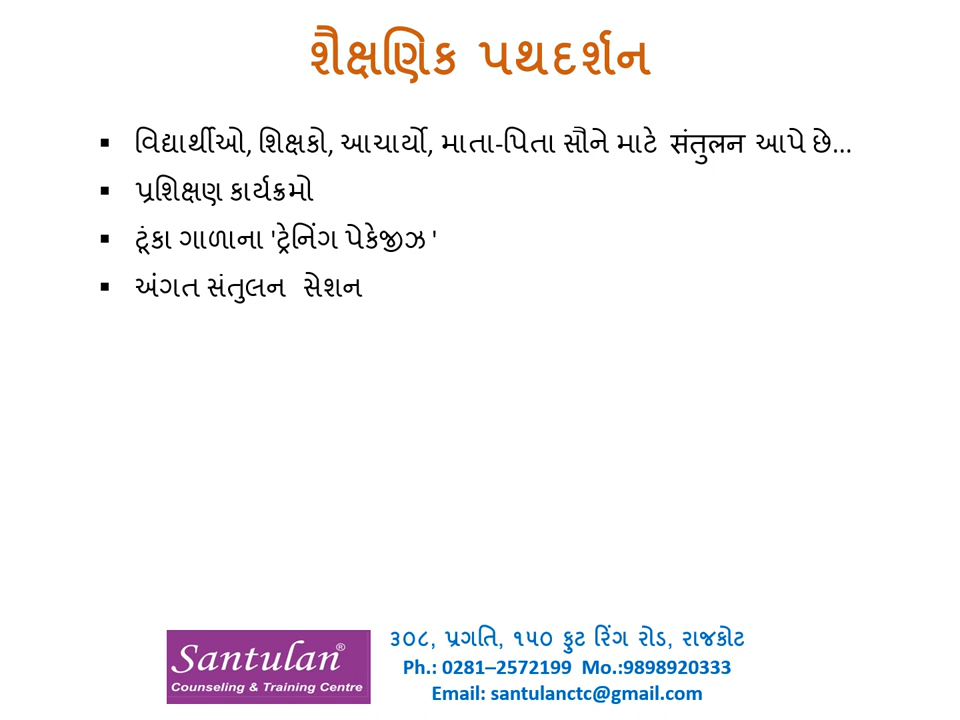 શૈક્ષણિક પથદર્શન
▪ વિદ્યાર્થીઓ, શિક્ષકો, આચાર્યો, માતા-પિતા સૌને માટે संतुलन આપે છે...
▪ પ્રશિક્ષણ કાર્યક્રમો
▪ ટૂંકા ગાળાના 'ટ્રેનિંગ પેકેજીઝ '
▪ અંગત સંતુલન સેશન
Santulan®
Counseling & Training Centre
૩૦૮, પ્રગતિ, ૧૫૦ ફુટ રિંગ રોડ, રાજકોટ
Ph.: 0281–2572199 Mo.:9898920333
Email: santulanctc@gmail.com